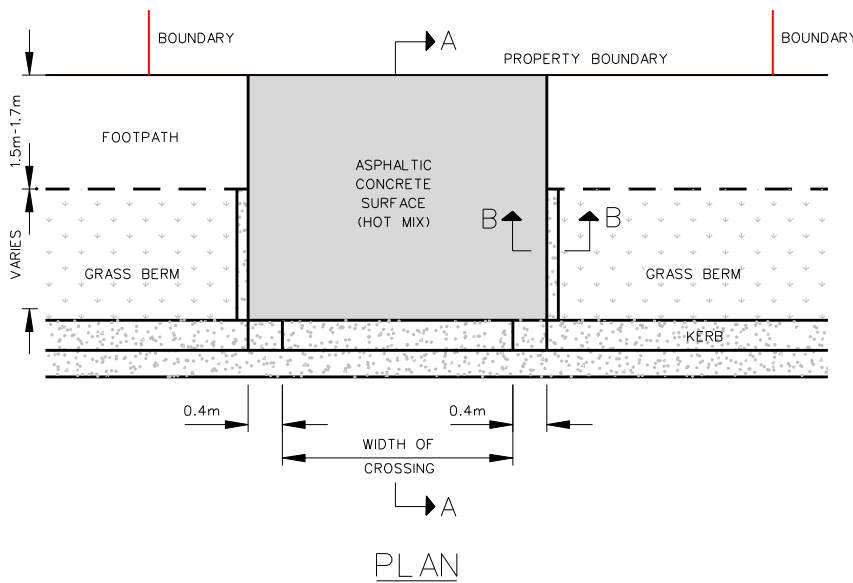 BOUNDARY
A
PROPERTY BOUNDARY
BOUNDARY
1.5m-1.7m
FOOTPATH
ASPHALTIC
CONCRETE
SURFACE
(HOT MIX)
B
B
VARIES
GRASS BERM
GRASS BERM
KERB
0.4m
0.4m
WIDTH OF
CROSSING
A
PLAN